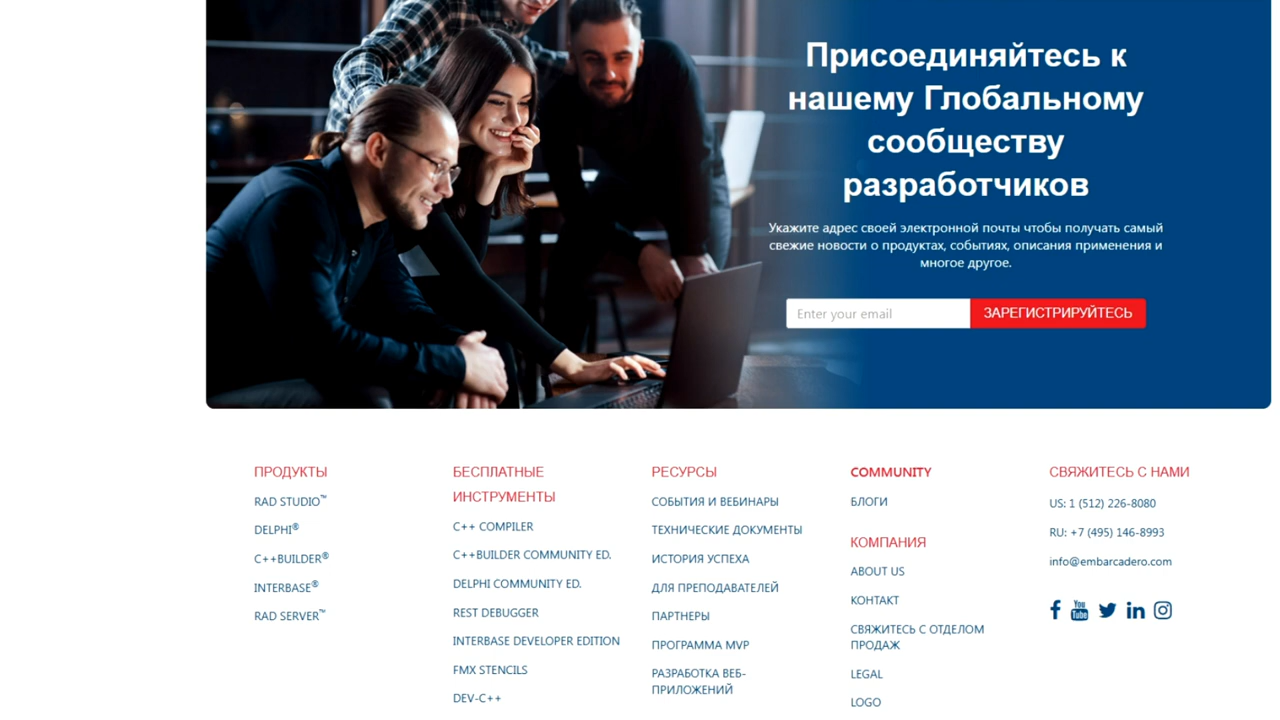 Присоединяйтесь к
нашему Глобальному
сообществу
разработчиков
Укажите адрес своей электронной почты чтобы получать самый
свежие новости о продуктах, событиях, описания применения и
многое другое.
Enter your email
ЗАРЕГИСТРИРУЙТЕСЬ
ПРОДУКТЫ
RAD STUDIO™
DELPHI®
C++BUILDER®
INTERBASE®
RAD SERVER™
БЕСПЛАТНЫЕ
ИНСТРУМЕНТЫ
C++ COMPILER
C++BUILDER COMMUNITY ED.
DELPHI COMMUNITY ED.
REST DEBUGGER
INTERBASE DEVELOPER EDITION
FMX STENCILS
DEV-C++
РЕСУРСЫ
СОБЫТИЯ И ВЕБИНАРЫ
ТЕХНИЧЕСКИЕ ДОКУМЕНТЫ
ИСТОРИЯ УСПЕХА
ДЛЯ ПРЕПОДАВАТЕЛЕЙ
ПАРТНЕРЫ
ПРОГРАММА MVP
РАЗРАБОТКА ВЕБ-
ПРИЛОЖЕНИЙ
COMMUNITY
БЛОГИ
КОМПАНИЯ
ABOUT US
КОНТАКТ
СВЯЖИТЕСЬ С ОТДЕЛОМ
ПРОДАЖ
LEGAL
LOGO
СВЯЖИТЕСЬ С НАМИ
US: 1 (512) 226-8080
RU: +7 (495) 146-8993
info@embarcadero.com
You
Tube